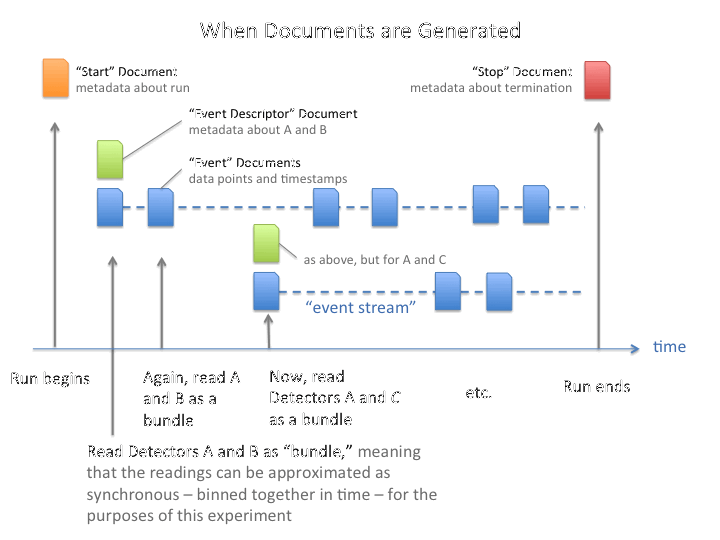 When Documents are Generated
“Start” Document
metadata about run
“Stop” Document
metadata about termination
“Event Descriptor” Document
metadata about A and B
“Event” Documents
data points and timestamps
as above, but for A and C
“event stream”
time
Run begins
Again, read A
and B as a
bundle
Now, read
Detectors A and C
as a bundle
etc.
Run ends
Read Detectors A and B as “bundle,” meaning
that the readings can be approximated as
synchronous – binned together in time – for the
purposes of this experiment